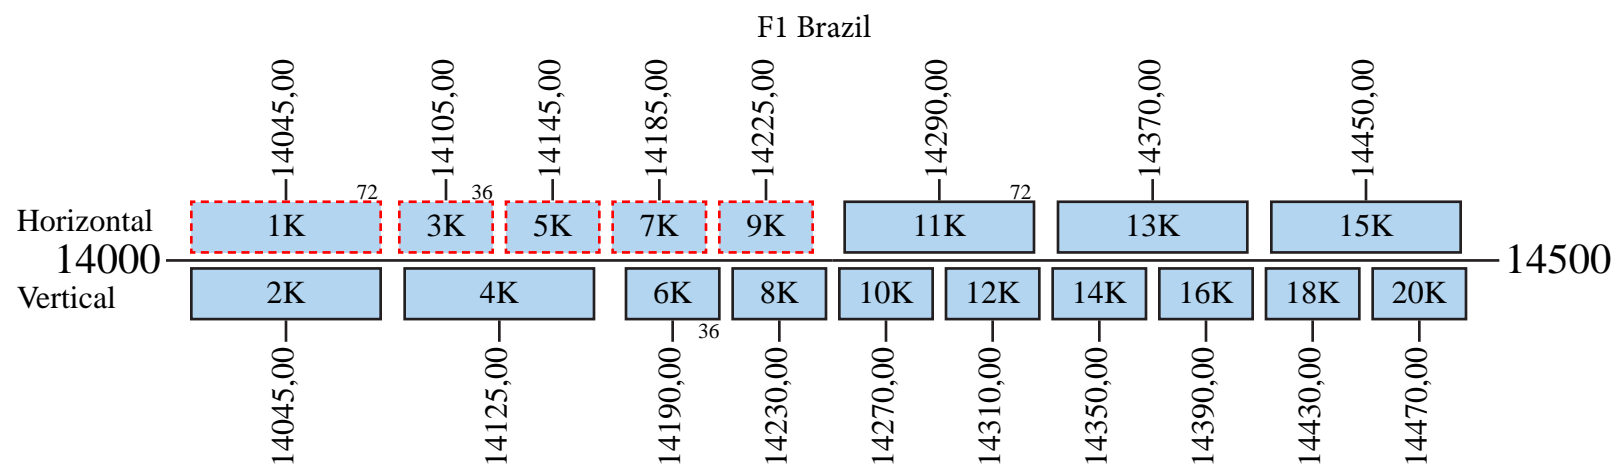 F1 Brazil
14045,00 14105,00 14145,00 14185,00 14225,00 14290,00 14370,00 14450,00
72 36 72
Horizontal 1K 3K 5K 7K 9K 11K 13K 15K
14000 14500
Vertical 2K 4K 6K 8K 10K 12K 14K 16K 18K 20K
36
14045,00 14125,00 14190,00 14230,00 14270,00 14310,00 14350,00 14390,00 14430,00 14470,00